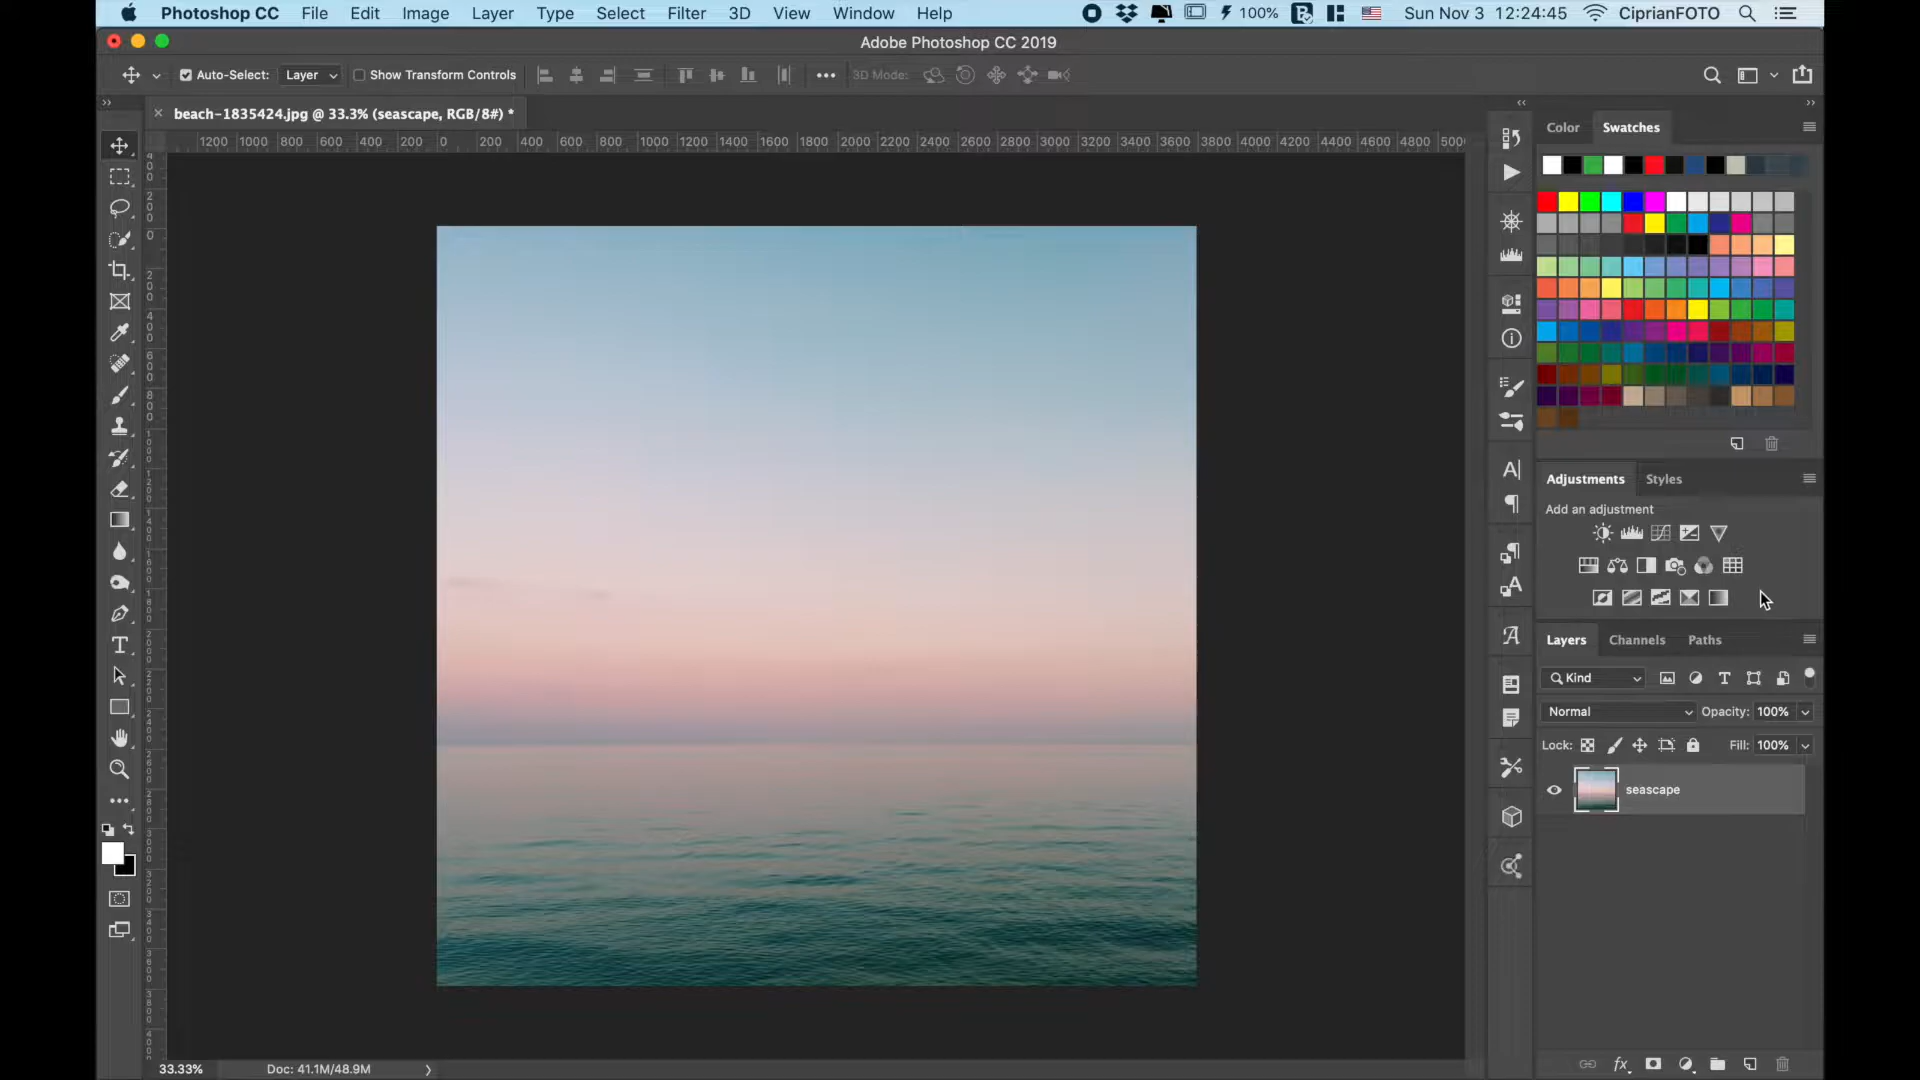 Photoshop CC File Edit Image Layer Type Select Filter 3D View Window Help 100% Sun Nov 3 12:24:45 CiprianFOTO
Adobe Photoshop CC 2019
Auto-Select: Layer Show Transform Controls 3D Mode:
beach-1835424.jpg @ 33.3% (seascape, RGB/8#) *
1200 1000 800 600 400 200 0 200 400 600 800 1000 1200 1400 1600 1800 2000 2200 2400 2600 2800 3000 3200 3400 3600 3800 4000 4200 4400 4600 4800 5000
Color Swatches
Adjustments Styles
Add an adjustment
Layers Channels Paths
Kind
Normal Opacity: 100%
Lock: Fill: 100%
seascape
33.33% Doc: 41.1M/48.9M